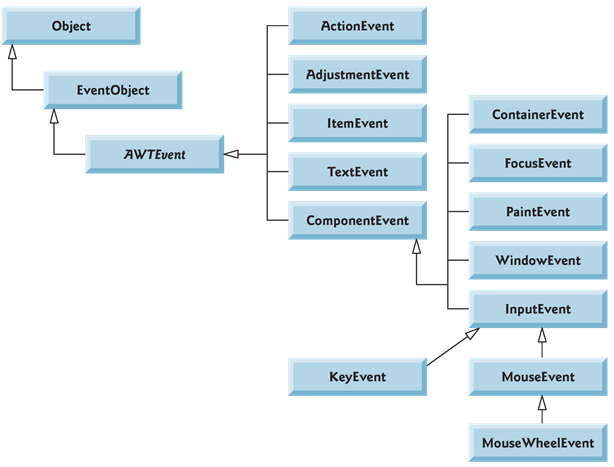 Object
EventObject
AWTEvent
ActionEvent
AdjustmentEvent
ItemEvent
TextEvent
ComponentEvent
ContainerEvent
FocusEvent
PaintEvent
WindowEvent
InputEvent
KeyEvent
MouseEvent
MouseWheelEvent